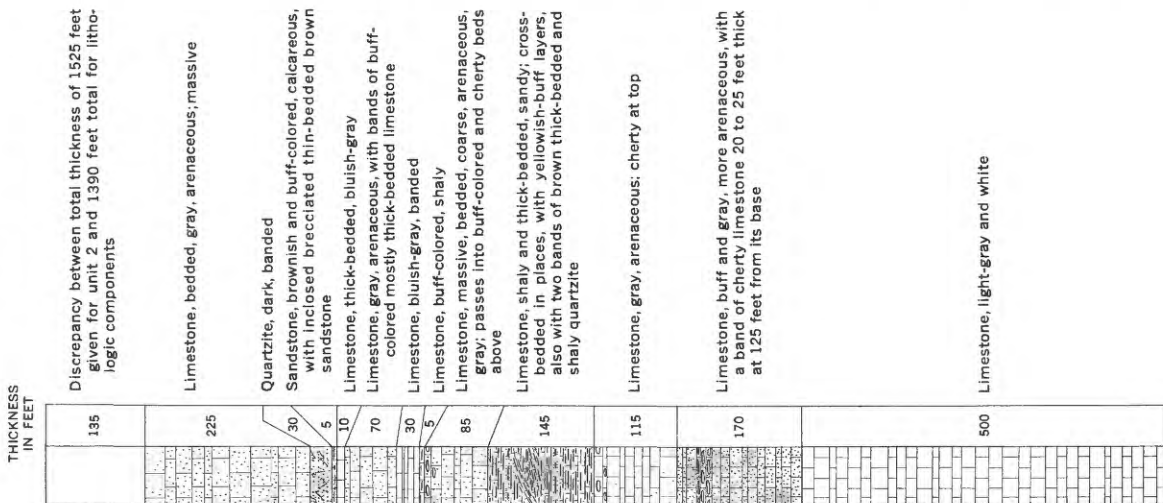 THICKNESS
IN FEET
135
Discrepancy between total thickness of 1525 feet
given for unit 2 and 1390 feet total for litho-
logic components
225
Limestone, bedded, gray, arenaceous; massive
30
Quartzite, dark, banded
5
Sandstone, brownish and buff-colored, calcareous,
with inclosed brecciated thin-bedded brown
sandstone
10
Limestone, thick-bedded, bluish-gray
70
Limestone, gray, arenaceous, with bands of buff-
colored mostly thick-bedded limestone
30
Limestone, bluish-gray, banded
5
Limestone, buff-colored, shaly
85
Limestone, massive, bedded, coarse, arenaceous,
gray; passes into buff-colored and cherty beds
above
145
Limestone, shaly and thick-bedded, sandy; cross-
bedded in places, with yellowish-buff layers,
also with two bands of brown thick-bedded and
shaly quartzite
115
Limestone, gray, arenaceous; cherty at top
170
Limestone, buff and gray, more arenaceous, with
a band of cherty limestone 20 to 25 feet thick
at 125 feet from its base
500
Limestone, light-gray and white